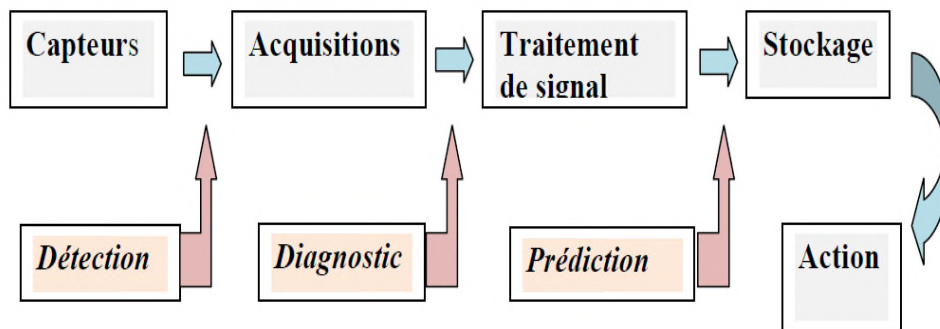 Capteurs
Acquisitions
Traitement
de signal
Stockage
Détection
Diagnostic
Prédiction
Action